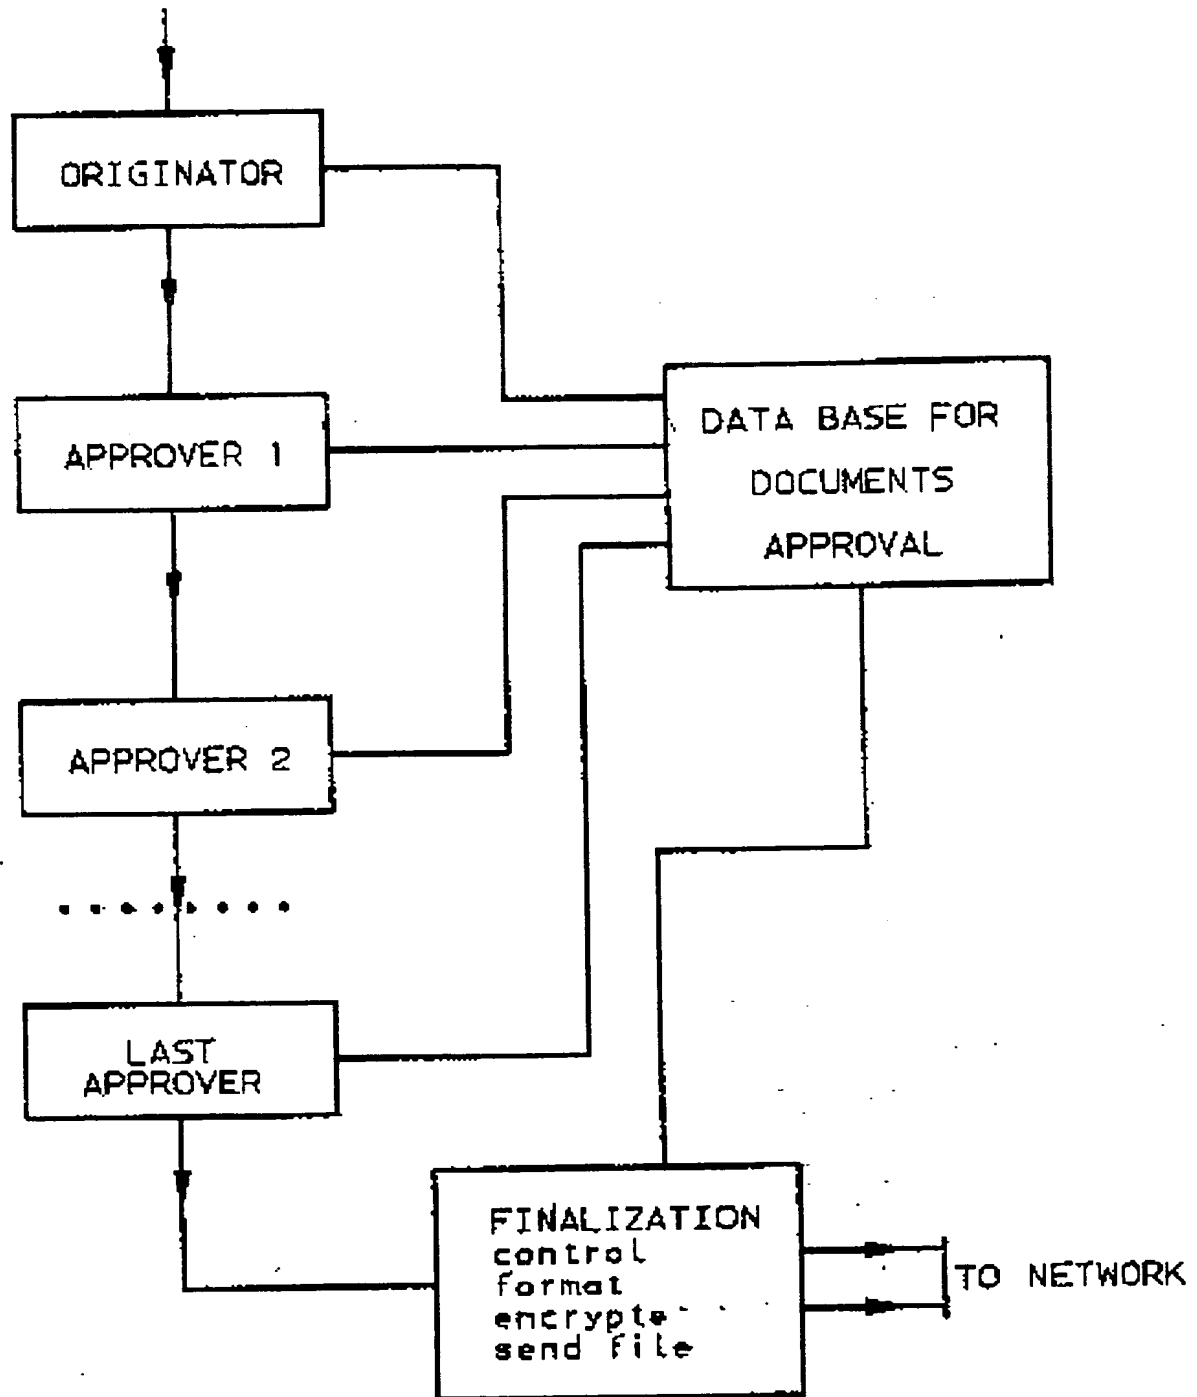 ORIGINATOR
APPROVER 1
DATA BASE FOR
DOCUMENTS
APPROVAL
APPROVER 2
LAST
APPROVER
FINALIZATION
control
format
encrypte
send file
TO NETWORK